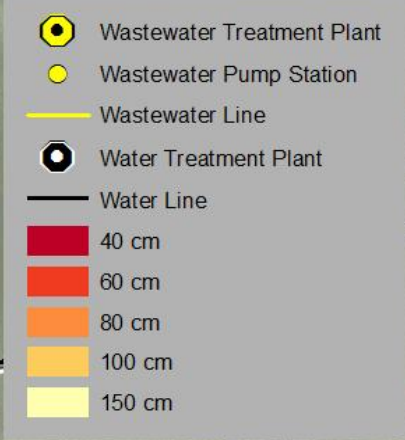 Wastewater Treatment Plant
Wastewater Pump Station
Wastewater Line
Water Treatment Plant
Water Line
40 cm
60 cm
80 cm
100 cm
150 cm